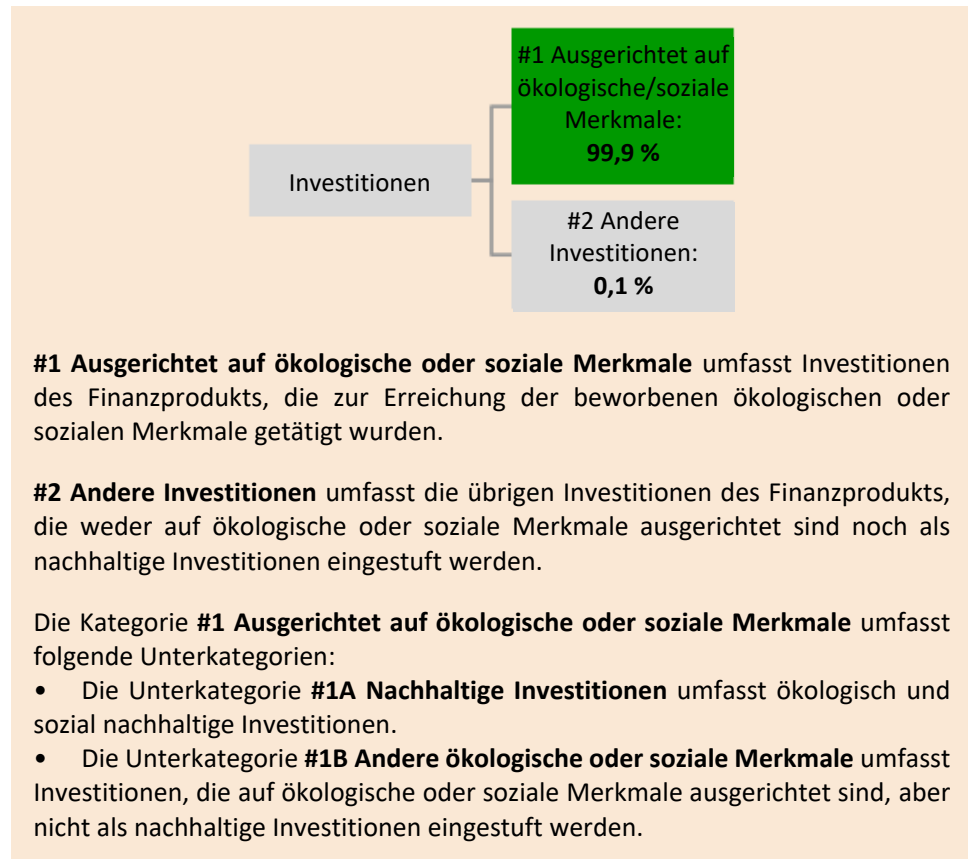 #1 Ausgerichtet auf
ökologische/soziale
Merkmale:
99,9 %
Investitionen
#2 Andere
Investitionen:
0,1 %
#1 Ausgerichtet auf ökologische oder soziale Merkmale umfasst Investitionen
des Finanzprodukts, die zur Erreichung der beworbenen ökologischen oder
sozialen Merkmale getätigt wurden.
#2 Andere Investitionen umfasst die übrigen Investitionen des Finanzprodukts,
die weder auf ökologische oder soziale Merkmale ausgerichtet sind noch als
nachhaltige Investitionen eingestuft werden.
Die Kategorie #1 Ausgerichtet auf ökologische oder soziale Merkmale umfasst
folgende Unterkategorien:
• Die Unterkategorie #1A Nachhaltige Investitionen umfasst ökologisch und
sozial nachhaltige Investitionen.
• Die Unterkategorie #1B Andere ökologische oder soziale Merkmale umfasst
Investitionen, die auf ökologische oder soziale Merkmale ausgerichtet sind, aber
nicht als nachhaltige Investitionen eingestuft werden.